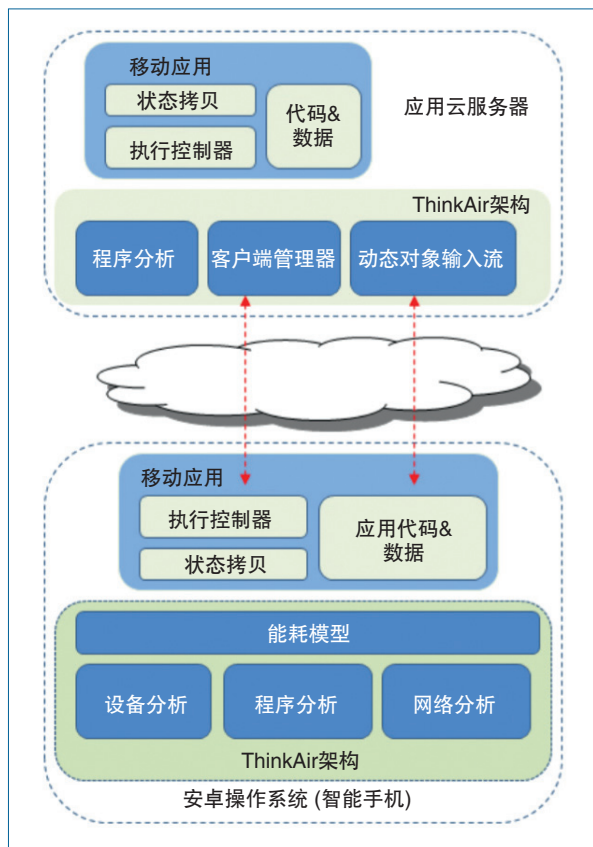 移动应用
状态拷贝
执行控制器
代码&
数据
应用云服务器
ThinkAir架构
程序分析
客户端管理器
动态对象输入流
移动应用
执行控制器
状态拷贝
应用代码&
数据
能耗模型
设备分析
程序分析
网络分析
ThinkAir架构
安卓操作系统 (智能手机)